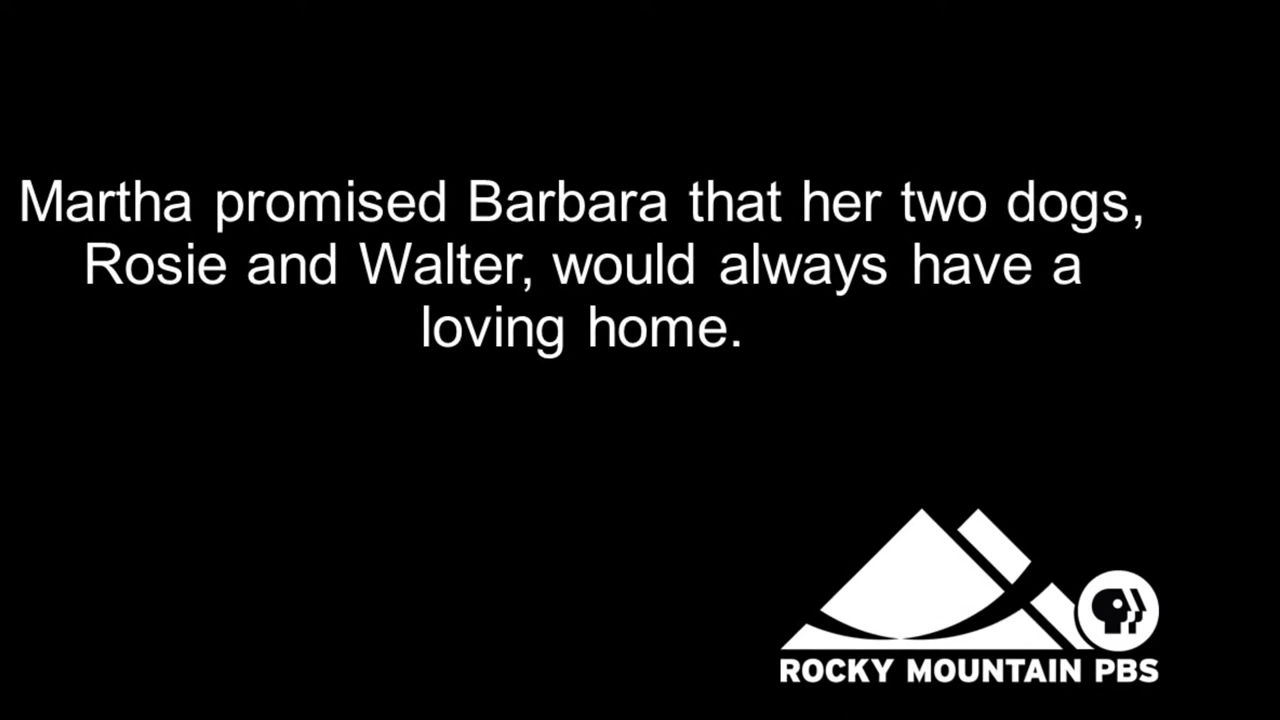 Martha promised Barbara that her two dogs,
Rosie and Walter, would always have a
loving home.
ROCKY MOUNTAIN PBS